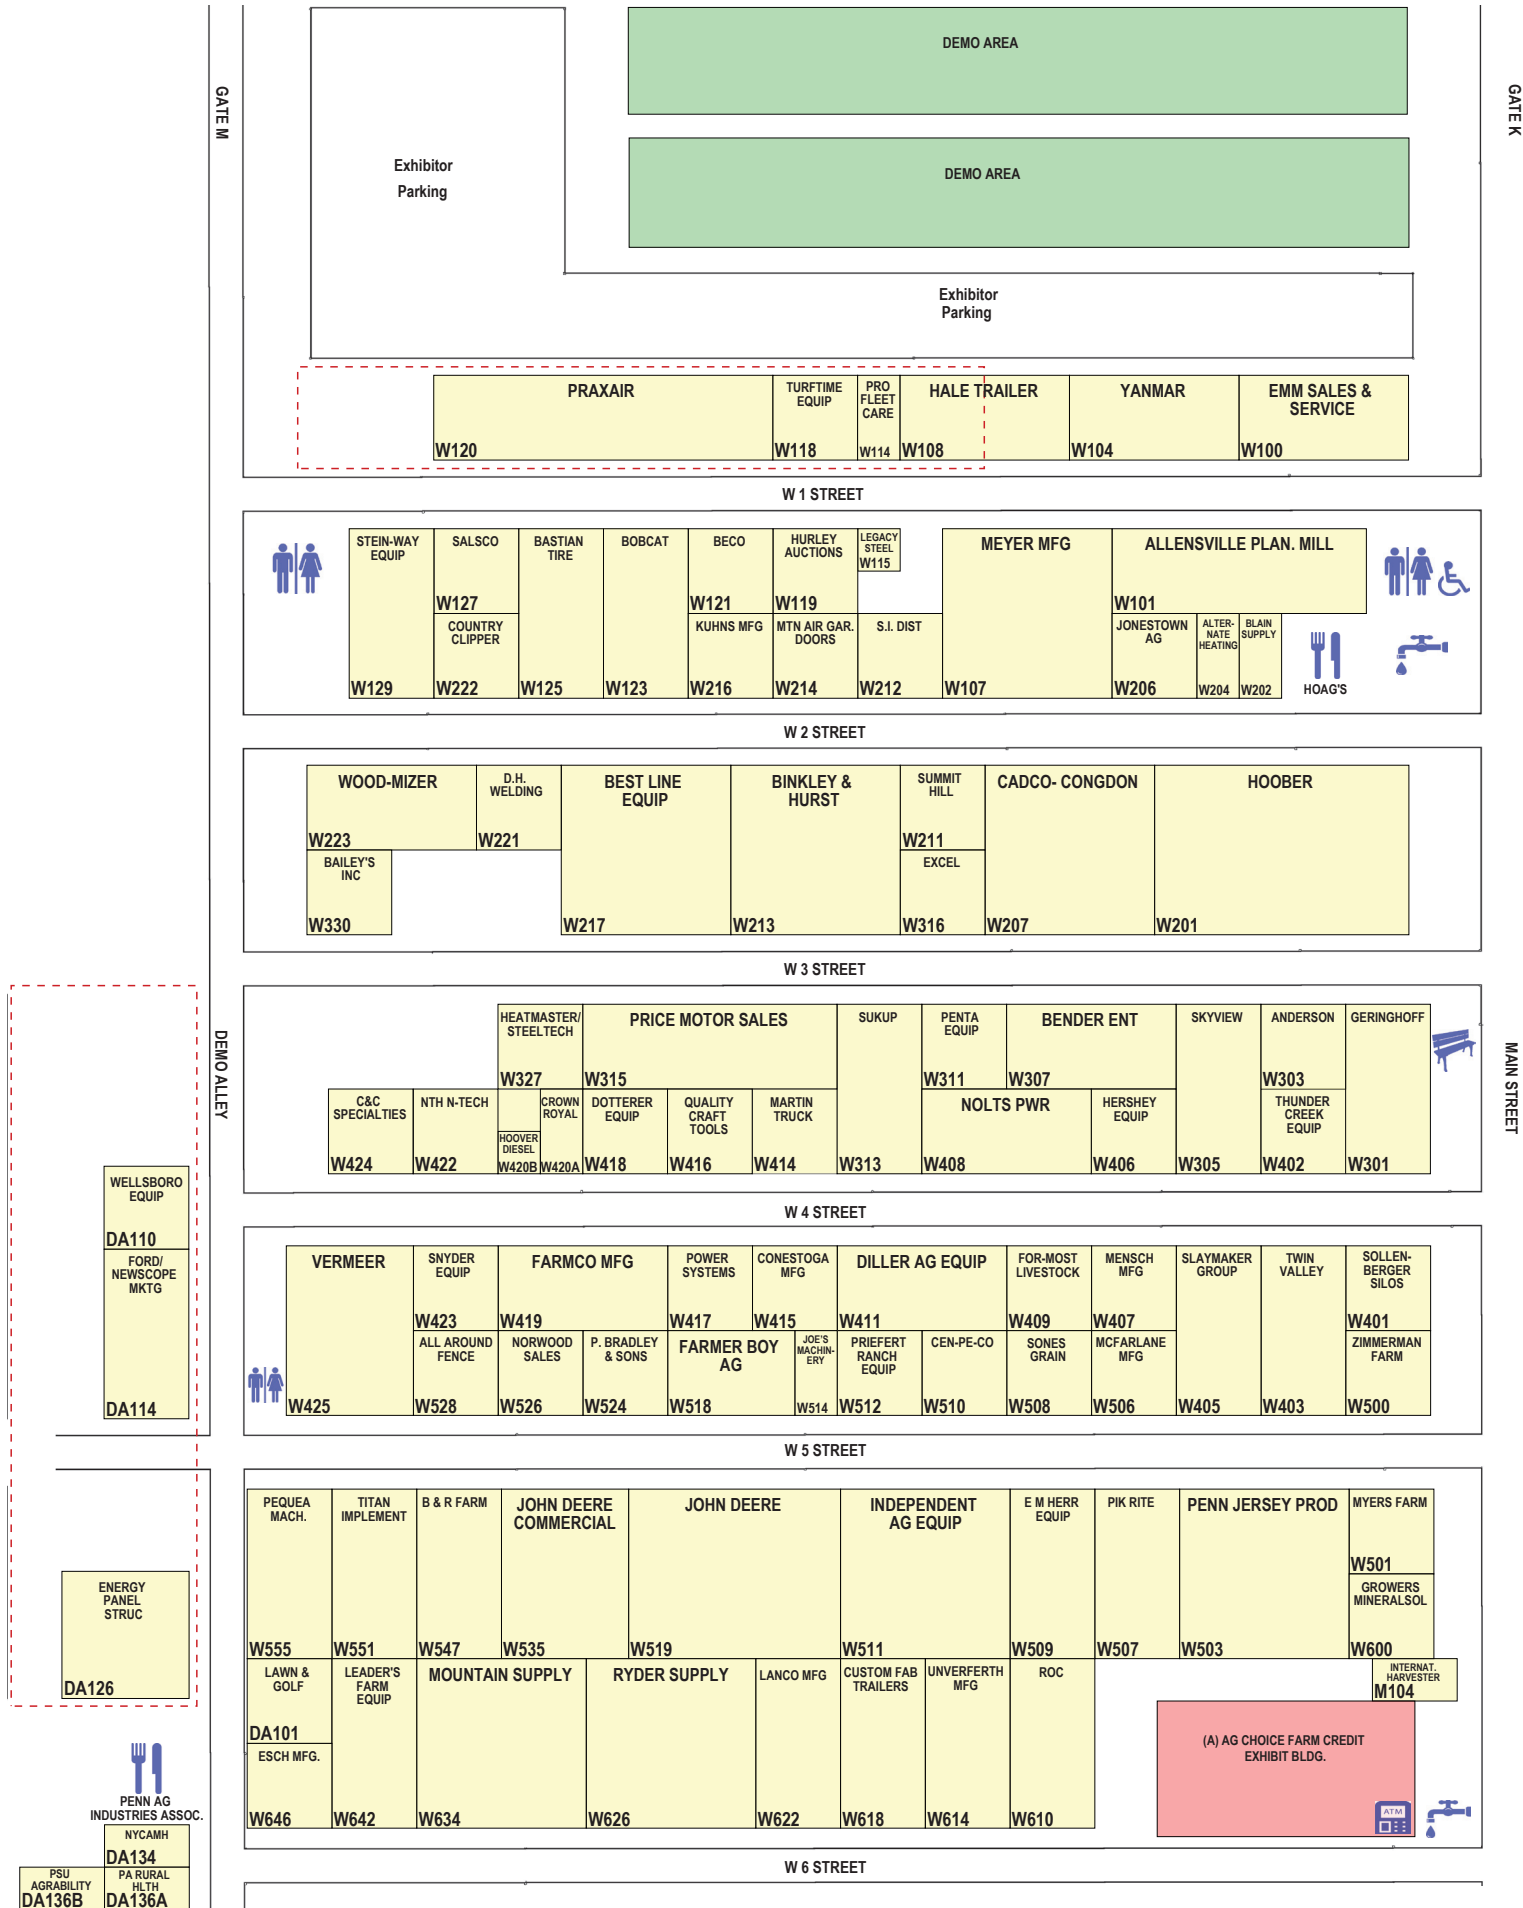 DEMO AREA
GATE M
GATE K
Exhibitor
Parking
DEMO AREA
Exhibitor
Parking
PRAXAIR
W120
TURFTIME
EQUIP
W118
PRO
FLEET
CARE
W114
HALE TRAILER
W108
YANMAR
W104
EMM SALES &
SERVICE
W100
W 1 STREET
STEIN-WAY
EQUIP
W129
SALSCO
W127
COUNTRY
CLIPPER
W222
BASTIAN
TIRE
W125
BOBCAT
W123
BECO
W121
KUHNS MFG
W216
HURLEY
AUCTIONS
W119
MTN AIR GAR.
DOORS
W214
LEGACY
STEEL
W115
S.I. DIST
W212
MEYER MFG
W107
ALLENSVILLE PLAN. MILL
W101
JONESTOWN
AG
W206
ALTER-
NATE
HEATING
W204
BLAIN
SUPPLY
W202
HOAG'S
W 2 STREET
WOOD-MIZER
W223
BAILEY'S
INC
W330
D.H.
WELDING
W221
BEST LINE
EQUIP
W217
BINKLEY &
HURST
W213
SUMMIT
HILL
W211
EXCEL
W316
CADCO- CONGDON
W207
HOOBER
W201
W 3 STREET
DEMO ALLEY
MAIN STREET
HEATMASTER/
STEELTECH
W327
PRICE MOTOR SALES
W315
SUKUP
W313
PENTA
EQUIP
W311
BENDER ENT
W307
SKYVIEW
W305
ANDERSON
W303
GERINGHOFF
W301
C&C
SPECIALTIES
W424
NTH N-TECH
W422
HOOVER
DIESEL
W420B
CROWN
ROYAL
W420A
DOTTERER
EQUIP
W418
QUALITY
CRAFT
TOOLS
W416
MARTIN
TRUCK
W414
NOLTS PWR
W408
HERSHEY
EQUIP
W406
THUNDER
CREEK
EQUIP
W402
WELLSBORO
EQUIP
DA110
FORD/
NEWSCOPE
MKTG
DA114
W 4 STREET
VERMEER
W425
SNYDER
EQUIP
W423
FARMCO MFG
W419
POWER
SYSTEMS
W417
CONESTOGA
MFG
W415
DILLER AG EQUIP
W411
FOR-MOST
LIVESTOCK
W409
MENSCH
MFG
W407
SLAYMAKER
GROUP
W405
TWIN
VALLEY
W403
SOLLEN-
BERGER
SILOS
W401
ALL AROUND
FENCE
W528
NORWOOD
SALES
W526
P. BRADLEY
& SONS
W524
FARMER BOY
AG
W518
JOE'S
MACHIN-
ERY
W514
PRIEFERT
RANCH
EQUIP
W512
CEN-PE-CO
W510
SONES
GRAIN
W508
MCFARLANE
MFG
W506
ZIMMERMAN
FARM
W500
W 5 STREET
PEQUEA
MACH.
W555
TITAN
IMPLEMENT
W551
B & R FARM
W547
JOHN DEERE
COMMERCIAL
W535
JOHN DEERE
W519
INDEPENDENT
AG EQUIP
W511
E M HERR
EQUIP
W509
PIK RITE
W507
PENN JERSEY PROD
W503
MYERS FARM
W501
GROWERS
MINERALSOL
W600
ENERGY
PANEL
STRUC
DA126
LAWN &
GOLF
DA101
ESCH MFG.
W646
LEADER'S
FARM
EQUIP
W642
MOUNTAIN SUPPLY
W634
RYDER SUPPLY
W626
LANCO MFG
W622
CUSTOM FAB
TRAILERS
W618
UNVERFERTH
MFG
W614
ROC
W610
INTERNAT.
HARVESTER
M104
(A) AG CHOICE FARM CREDIT
EXHIBIT BLDG.
ATM
PENN AG
INDUSTRIES ASSOC.
NYCAMH
DA134
PSU
AGRABILITY
DA136B
PA RURAL
HLTH
DA136A
W 6 STREET